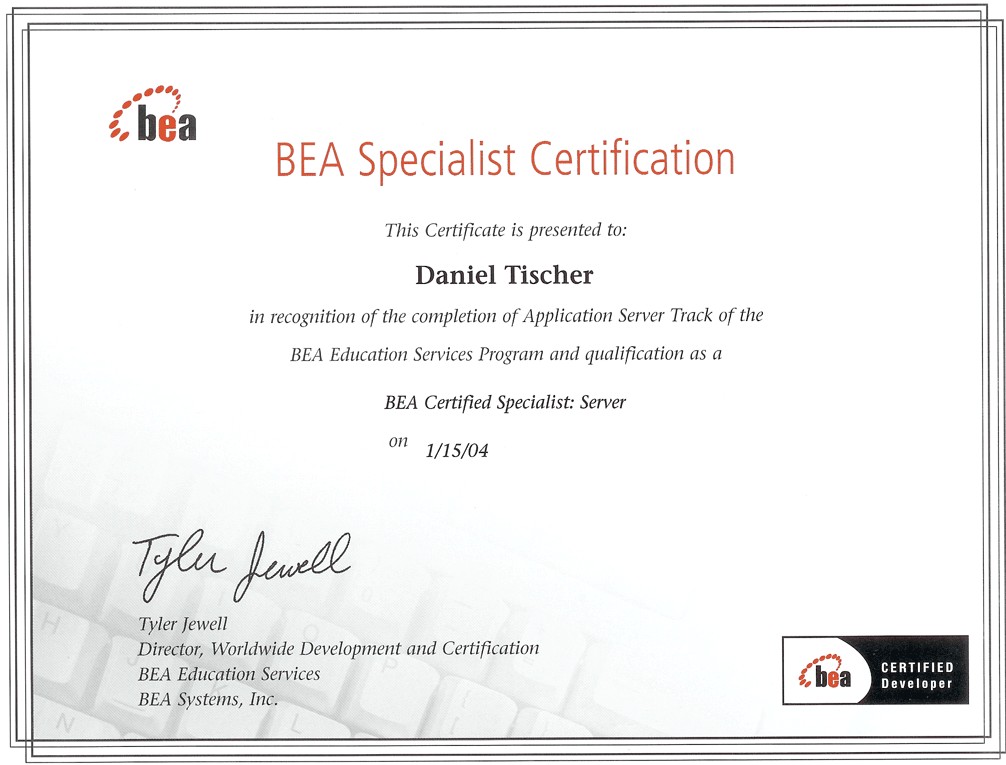 bea
BEA Specialist Certification
This Certificate is presented to:
Daniel Tischer
in recognition of the completion of Application Server Track of the
BEA Education Services Program and qualification as a
BEA Certified Specialist: Server
on 1/15/04
Tyler Jewell
Tyler Jewell
Director, Worldwide Development and Certification
BEA Education Services
BEA Systems, Inc.
bea CERTIFIED
Developer